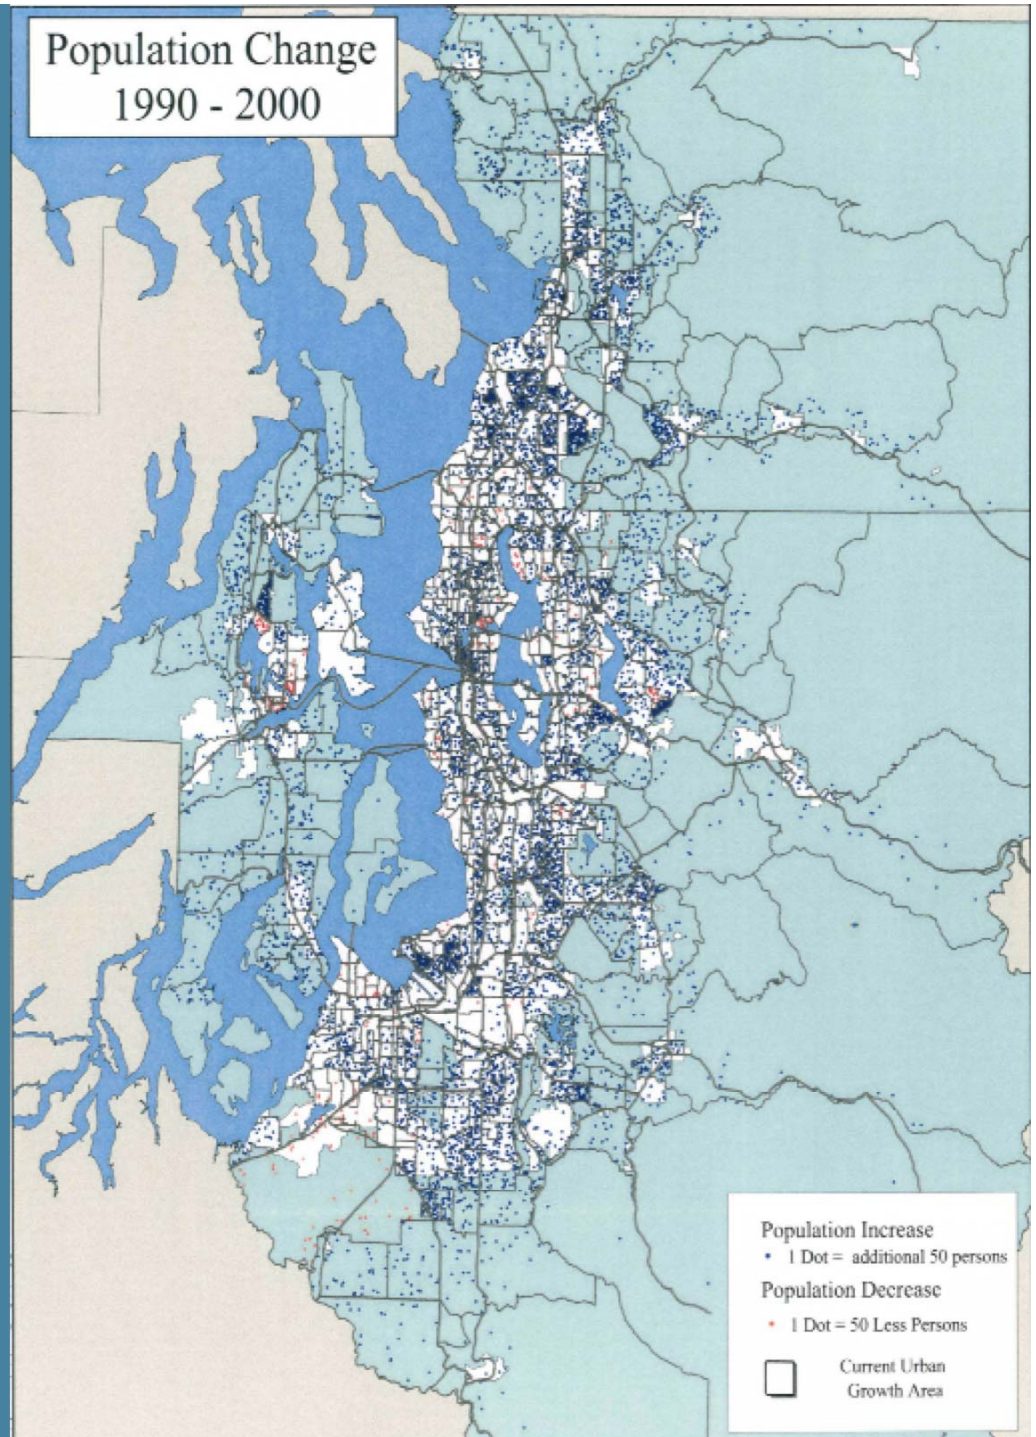 Population Change
1990 - 2000
Population Increase
1 Dot = additional 50 persons
Population Decrease
1 Dot = 50 Less Persons
Current Urban
Growth Area